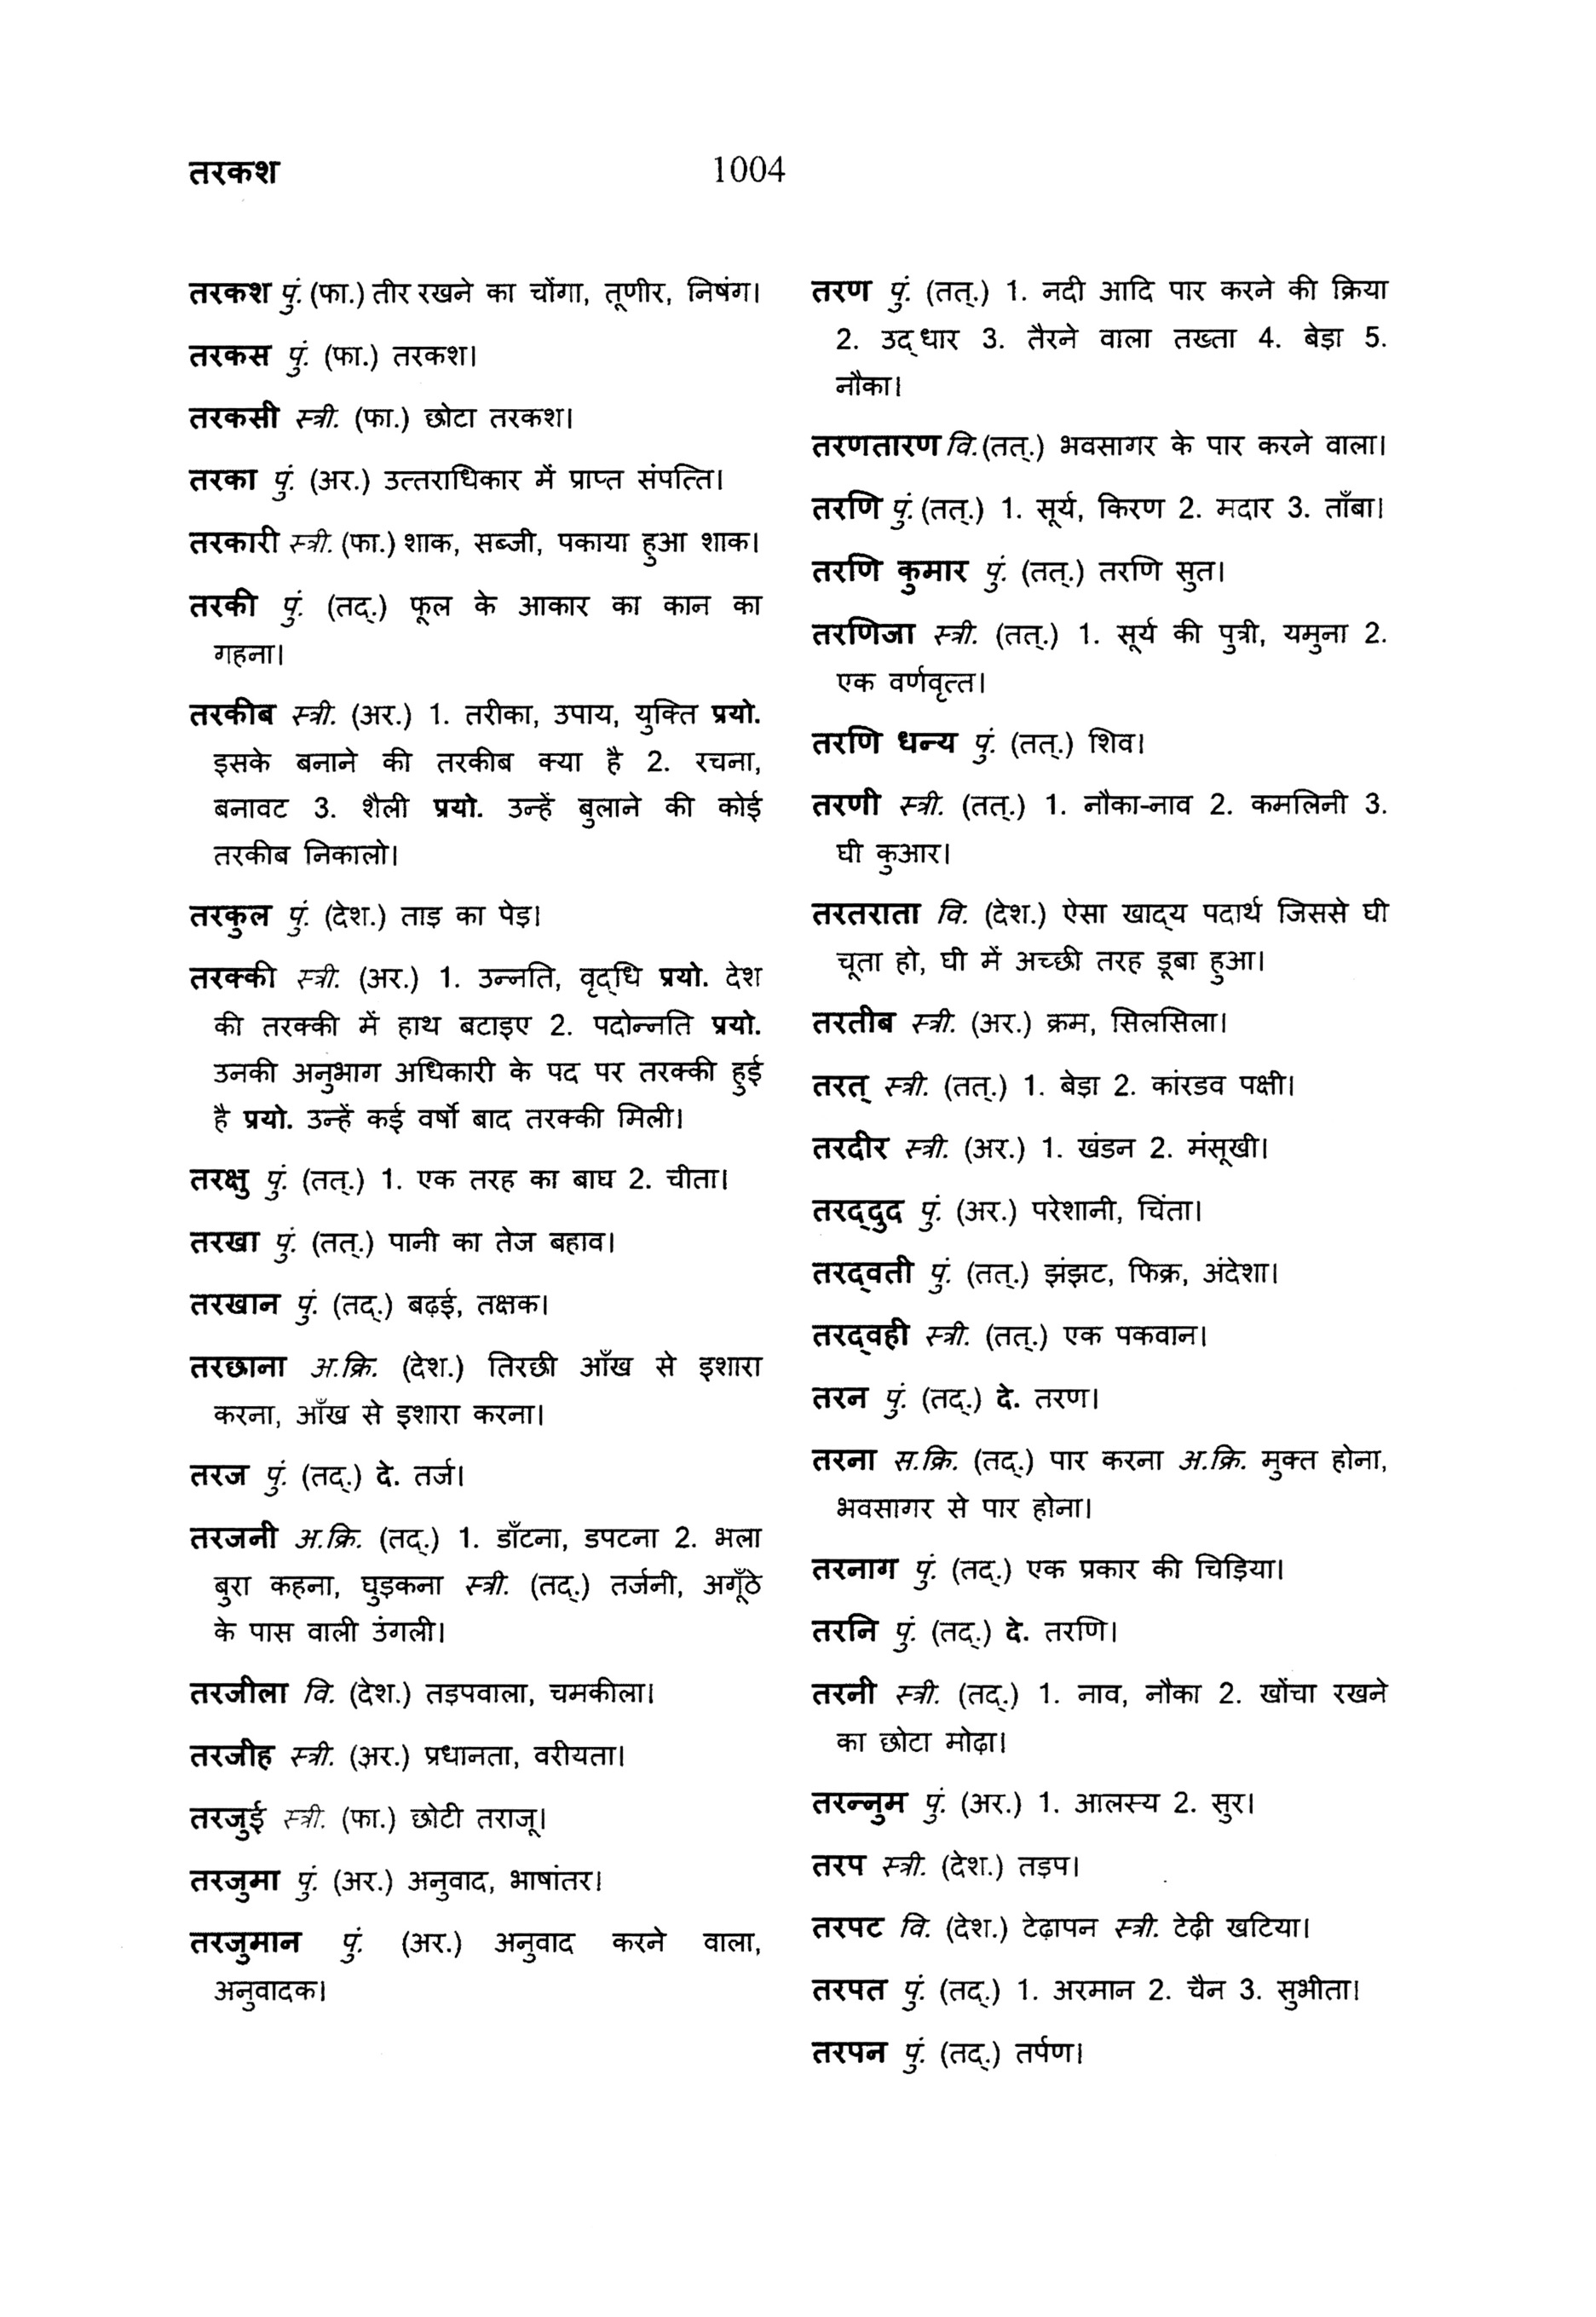 तरकश
1004
तरकश पुं. (फा.) तीर रखने का चोंगा, तूणीर, निषंग।
तरकस पुं. (फा.) तरकश।
तरकसी स्त्री. (फा.) छोटा तरकश।
तरका पुं. (अर.) उत्तराधिकार में प्राप्त संपत्ति।
तरकारी स्त्री. (फा.) शाक, सब्जी, पकाया हुआ शाक।
तरकी पुं. (तद्.) फूल के आकार का कान का
गहना।
तरकीब स्त्री. (अर.) 1. तरीका, उपाय, युक्ति प्रयो.
इसके बनाने की तरकीब क्या है 2. रचना,
बनावट 3. शैली प्रयो. उन्हें बुलाने की कोई
तरकीब निकालो।
तरकुल पुं. (देश.) ताड़ का पेड़।
तरक्की स्त्री. (अर.) 1. उन्नति, वृद्धि प्रयो. देश
की तरक्की में हाथ बटाइए 2. पदोन्नति प्रयो.
उनकी अनुभाग अधिकारी के पद पर तरक्की हुई
है प्रयो. उन्हें कई वर्षो बाद तरक्की मिली।
तरक्षु पुं. (तत्.) 1. एक तरह का बाघ 2. चीता।
तरखा पुं. (तत्.) पानी का तेज बहाव।
तरखान पुं. (तद्.) बढ़ई, तक्षक।
तरछाना अ.क्रि. (देश.) तिरछी आँख से इशारा
करना, आँख से इशारा करना।
तरज पुं. (तद्.) दे. तर्ज।
तरजनी अ.क्रि. (तद्.) 1. डाँटना, डपटना 2. भला
बुरा कहना, घुड़कना स्त्री. (तद्.) तर्जनी, अगूँठे
के पास वाली उंगली।
तरजीला वि. (देश.) तड़पवाला, चमकीला।
तरजीह स्त्री. (अर.) प्रधानता, वरीयता।
तरजुई स्त्री. (फा.) छोटी तराजू।
तरजुमा पुं. (अर.) अनुवाद, भाषांतर।
तरजुमान पुं. (अर.) अनुवाद करने वाला,
अनुवादक।
तरण पुं. (तत्.) 1. नदी आदि पार करने की क्रिया
2. उद्धार 3. तैरने वाला तख्ता 4. बेड़ा 5.
नौका।
तरणतारण वि.(तत्.) भवसागर के पार करने वाला।
तरणि पुं. (तत्.) 1. सूर्य, किरण 2. मदार 3. ताँबा।
तरणि कुमार पुं. (तत्.) तरणि सुत।
तरणिजा स्त्री. (तत्.) 1. सूर्य की पुत्री, यमुना 2.
एक वर्णवृत्त।
तरणि धन्य पुं. (तत्.) शिव।
तरणी स्त्री. (तत्.) 1. नौका-नाव 2. कमलिनी 3.
घी कुआर।
तरतराता वि. (देश.) ऐसा खाद्य पदार्थ जिससे घी
चूता हो, घी में अच्छी तरह डूबा हुआ।
तरतीब स्त्री. (अर.) क्रम, सिलसिला।
तरत् स्त्री. (तत्.) 1. बेड़ा 2. कांरडव पक्षी।
तरदीर स्त्री. (अर.) 1. खंडन 2. मंसूखी।
तरद्दुद पुं. (अर.) परेशानी, चिंता।
तरद्वती पुं. (तत्.) झंझट, फिक्र, अंदेशा।
तरद्वही स्त्री. (तत्.) एक पकवान।
तरन पुं. (तद्.) दे. तरण।
तरना स.क्रि. (तद्.) पार करना अ.क्रि. मुक्त होना,
भवसागर से पार होना।
तरनाग पुं. (तद्.) एक प्रकार की चिड़िया।
तरनि पुं. (तद्.) दे. तरणि।
तरनी स्त्री. (तद्.) 1. नाव, नौका 2. खोंचा रखने
का छोटा मोढ़ा।
तरन्नुम पुं. (अर.) 1. आलस्य 2. सुर।
तरप स्त्री. (देश.) तड़प।
तरपट वि. (देश.) टेढ़ापन स्त्री. टेढ़ी खटिया।
तरपत पुं. (तद्.) 1. अरमान 2. चैन 3. सुभीता।
तरपन पुं. (तद्.) तर्पण।